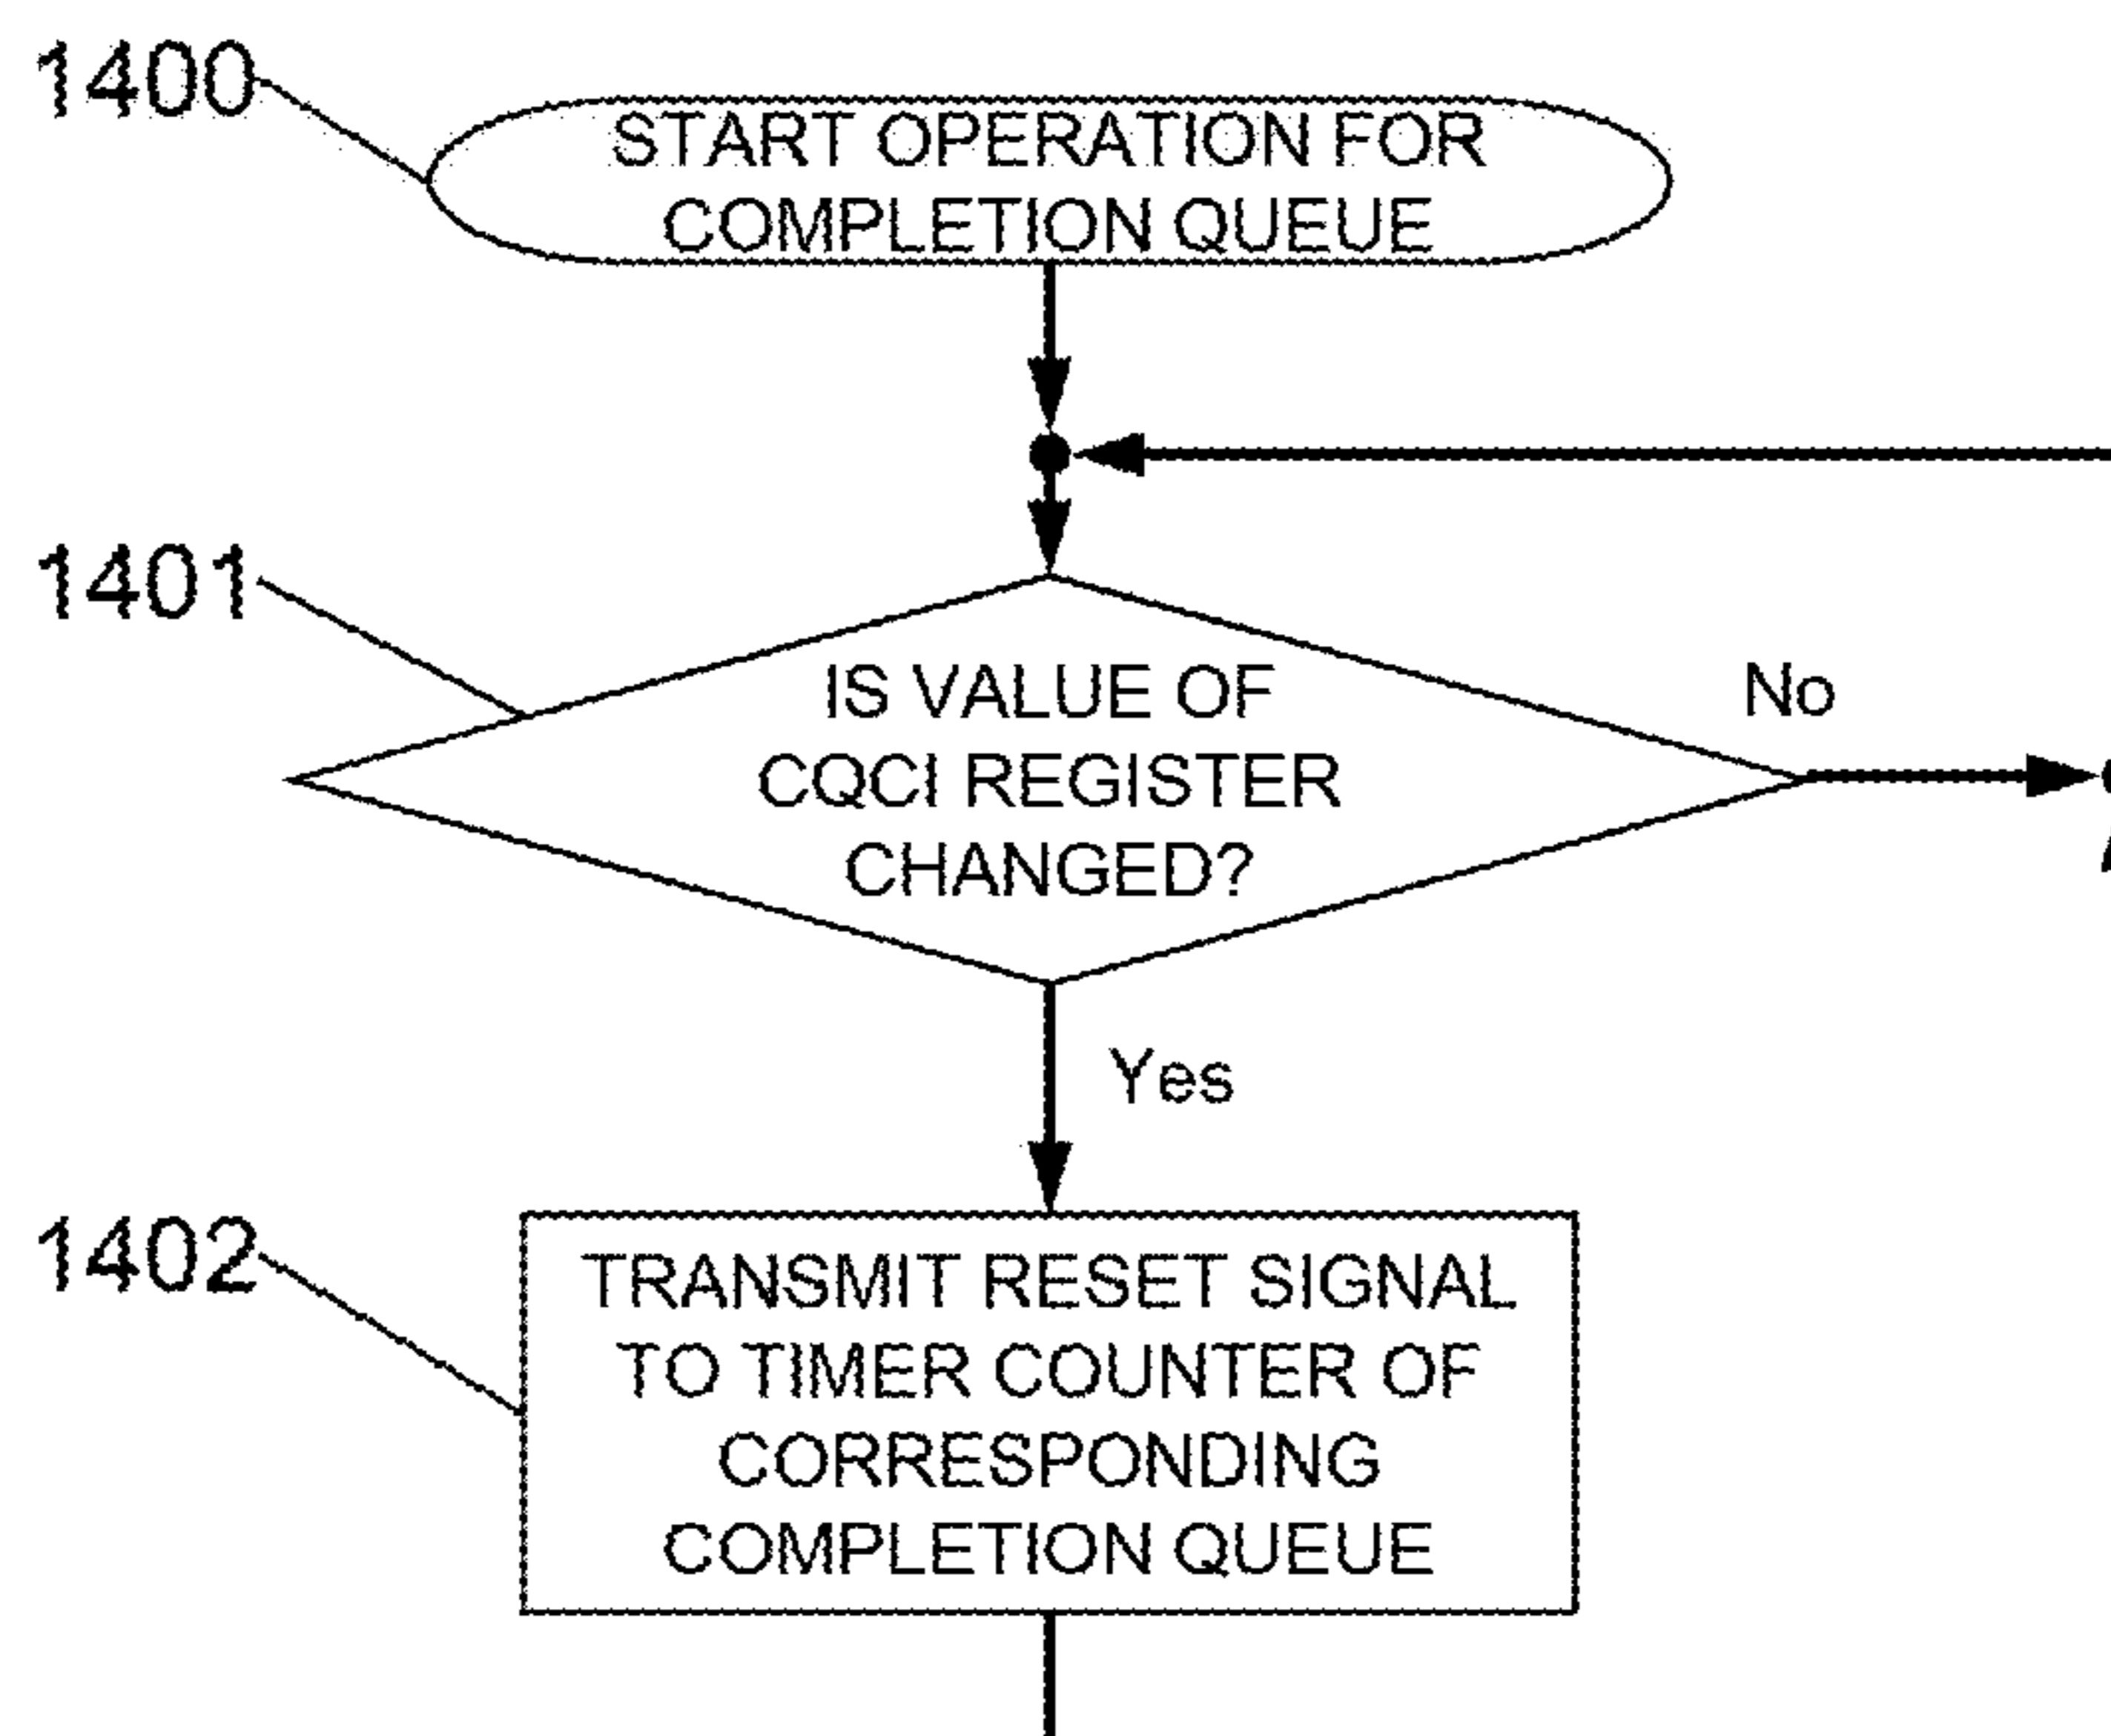 1400
START OPERATION FOR
COMPLETION QUEUE
1401
IS VALUE OF
CQCI REGISTER
CHANGED?
No
Yes
1402
TRANSMIT RESET SIGNAL
TO TIMER COUNTER OF
CORRESPONDING
COMPLETION QUEUE